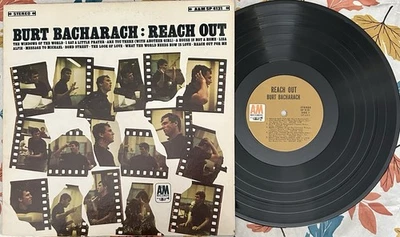 STEREO
A&M SP 4131
BURT BACHARACH: REACH OUT
THE WINDOWS OF THE WORLD · I SAY A LITTLE PRAYER · ARE YOU THERE (WITH ANOTHER GIRL) · A HOUSE IS NOT A HOME · LISA
ALFIE · MESSAGE TO MICHAEL · BOND STREET · THE LOOK OF LOVE · WHAT THE WORLD NEEDS NOW IS LOVE · REACH OUT FOR ME
A&M
REACH OUT
BURT BACHARACH
A&M
RECORDS
STEREO